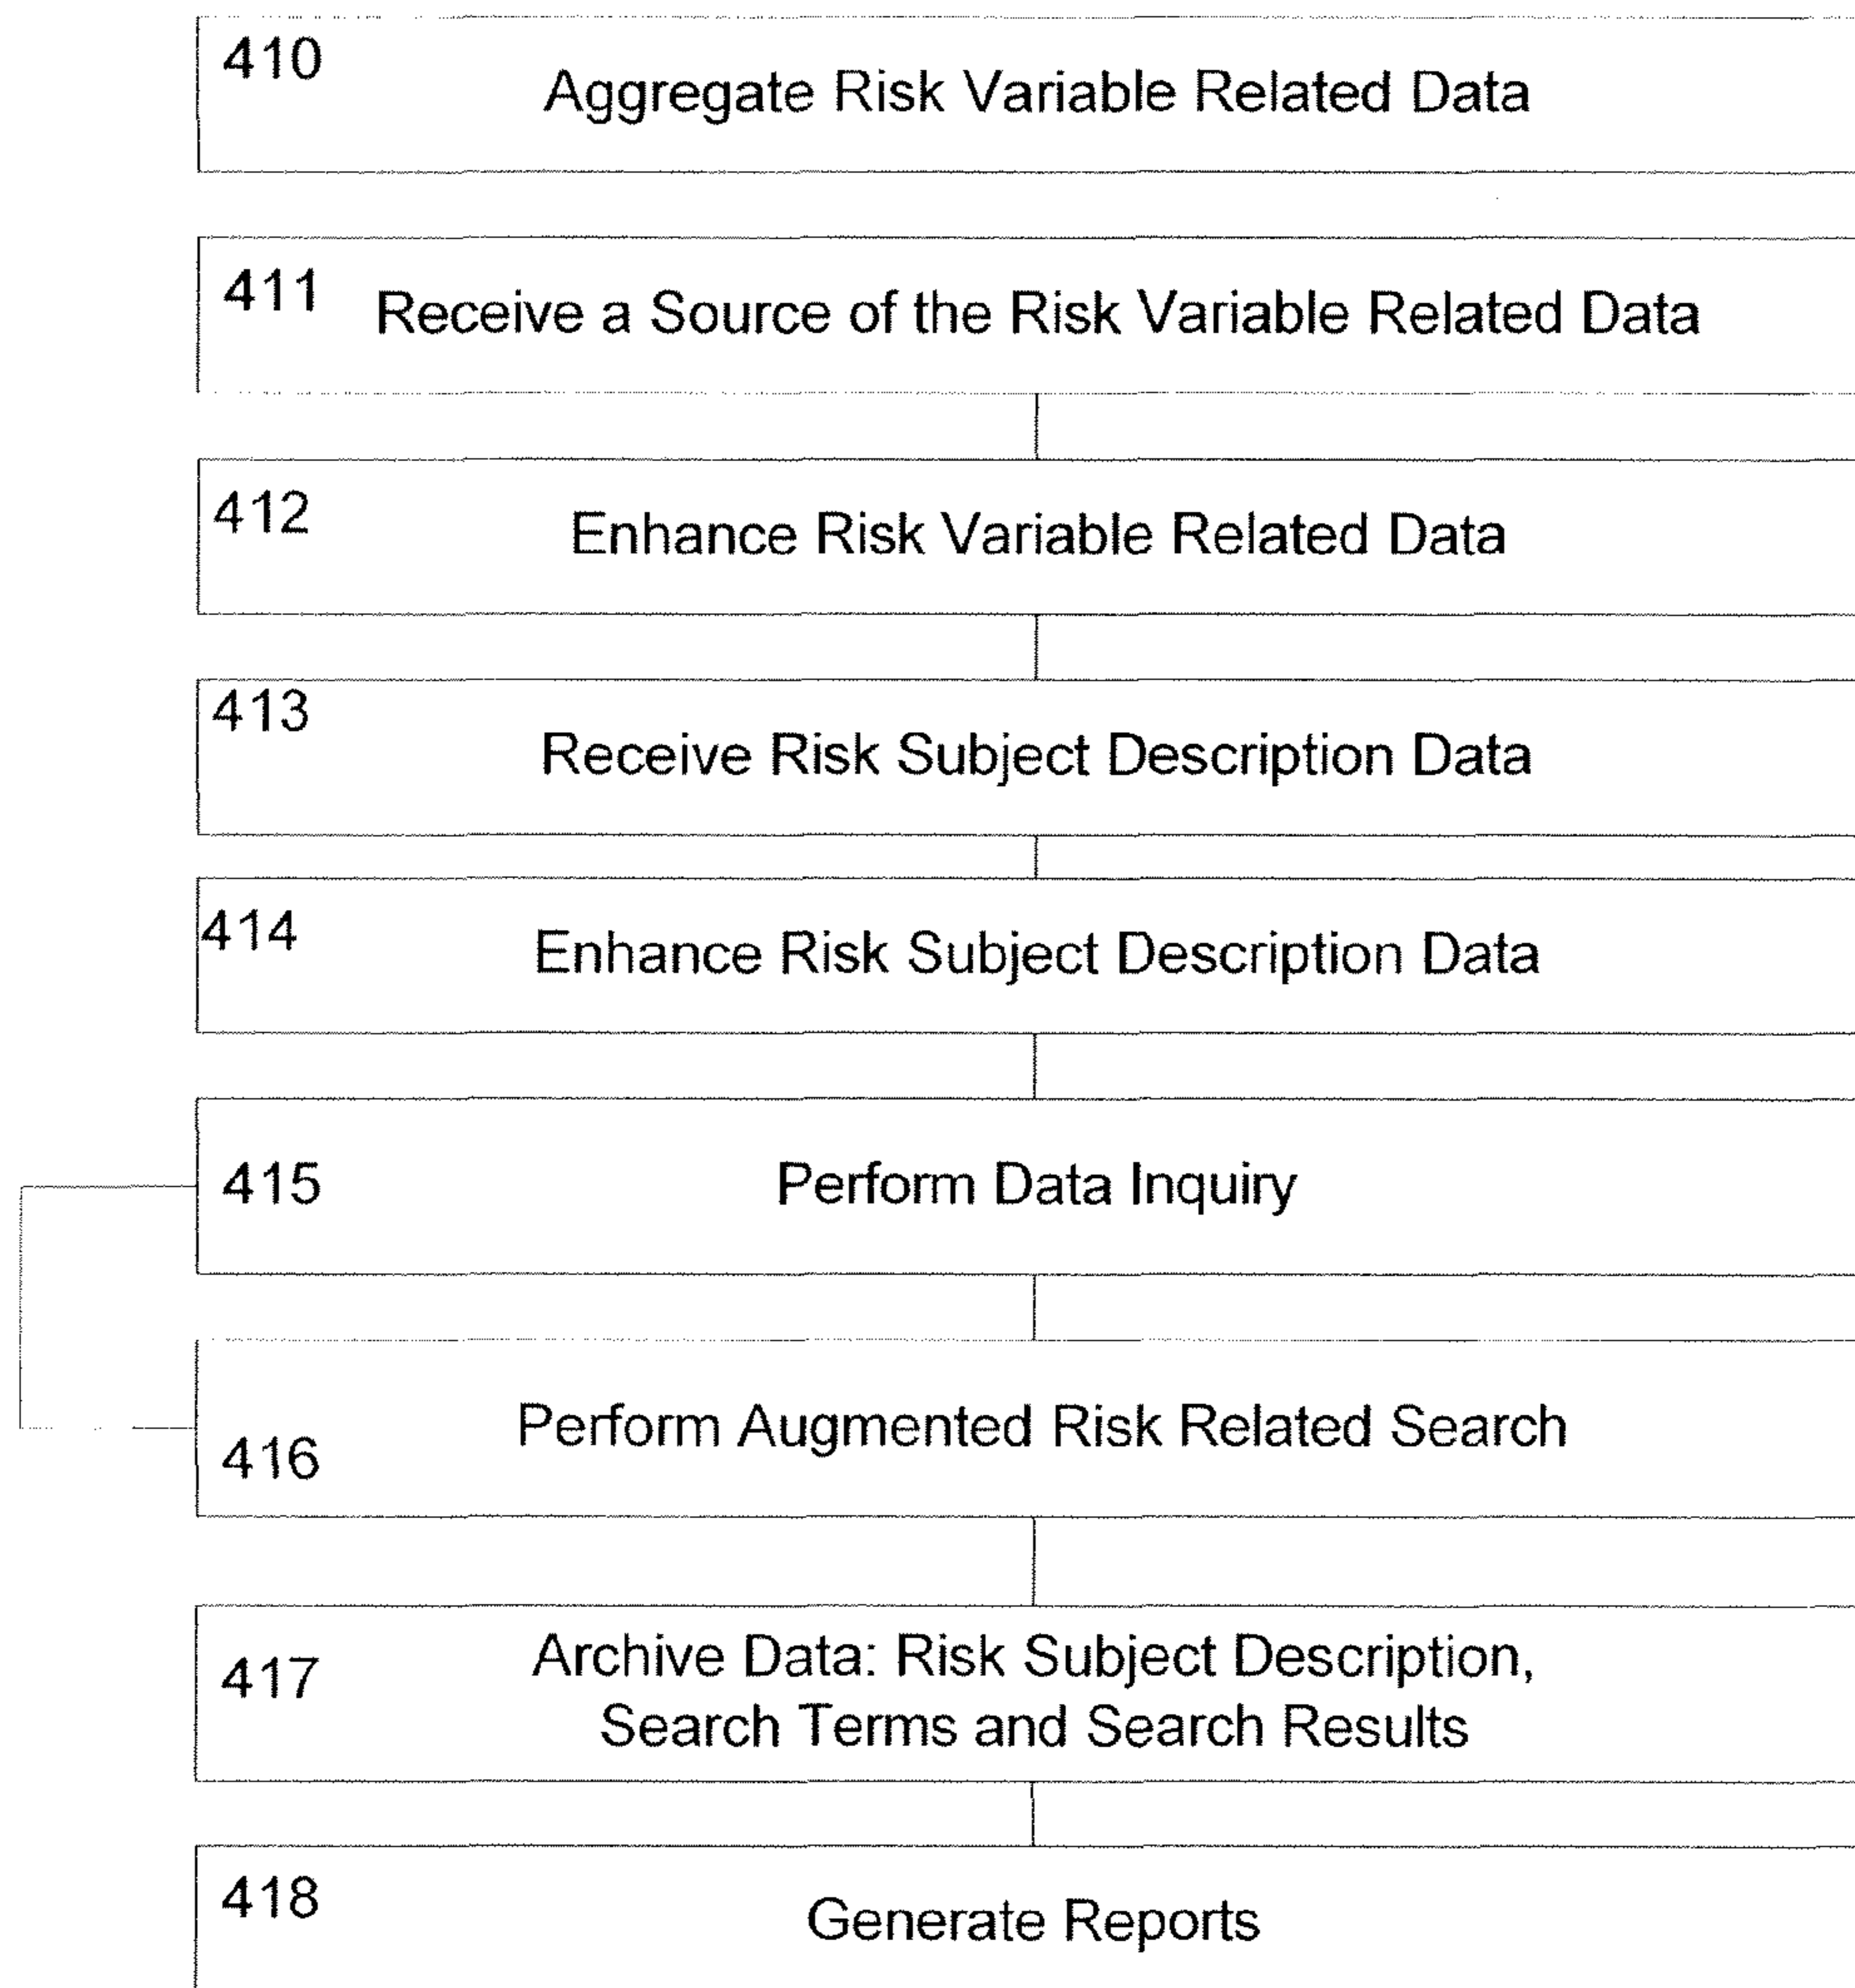 410
Aggregate Risk Variable Related Data
411
Receive a Source of the Risk Variable Related Data
412
Enhance Risk Variable Related Data
413
Receive Risk Subject Description Data
414
Enhance Risk Subject Description Data
415
Perform Data Inquiry
Perform Augmented Risk Related Search
416
Archive Data: Risk Subject Description,
417
Search Terms and Search Results
418
Generate Reports